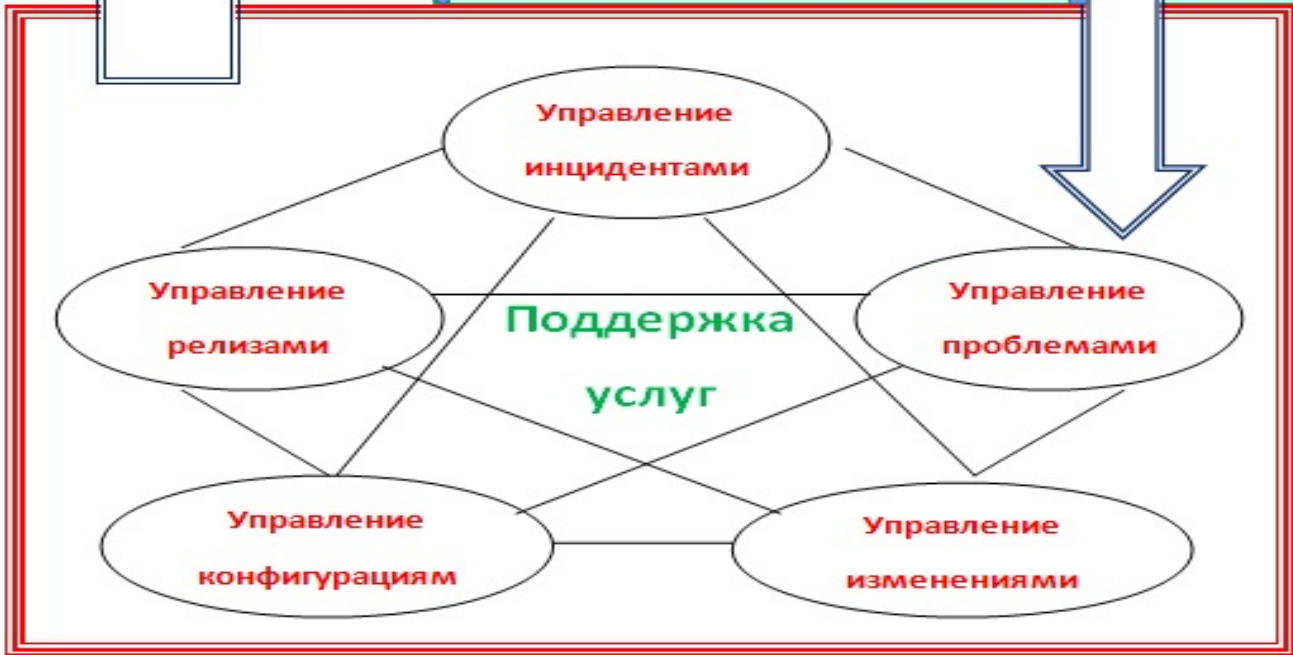 Управление
инцидентами
Управление
релизами
Поддержка
услуг
Управление
проблемами
Управление
конфигурациям
Управление
изменениями